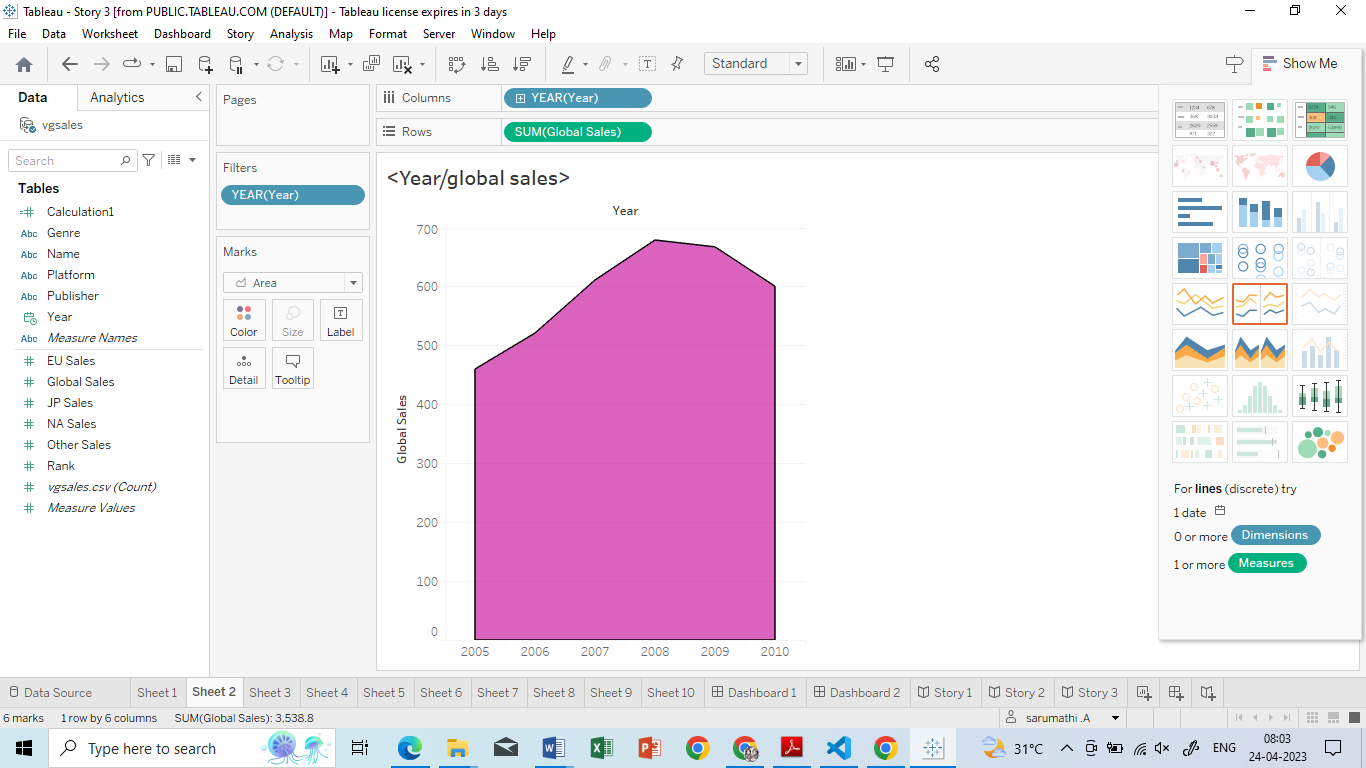 Tableau - Story 3 [from PUBLIC.TABLEAU.COM (DEFAULT)] - Tableau license expires in 3 days
File Data Worksheet Dashboard Story Analysis Map Format Server Window Help
Standard
Show Me
Data Analytics
vgsales
Search
Tables
Calculation1
Abc Genre
Abc Name
Abc Platform
Abc Publisher
Year
Abc Measure Names
EU Sales
Global Sales
JP Sales
NA Sales
Other Sales
Rank
vgsales.csv (Count)
Measure Values
Pages
Filters
YEAR(Year)
Marks
Area
Color Size Label
Detail Tooltip
Columns YEAR(Year)
Rows SUM(Global Sales)
<Year/global sales>
Year
Global Sales
700
600
500
400
300
200
100
0
2005 2006 2007 2008 2009 2010
For lines (discrete) try
1 date
0 or more Dimensions
1 or more Measures
Data Source Sheet 1 Sheet 2 Sheet 3 Sheet 4 Sheet 5 Sheet 6 Sheet 7 Sheet 8 Sheet 9 Sheet 10 Dashboard 1 Dashboard 2 Story 1 Story 2 Story 3
6 marks 1 row by 6 columns SUM(Global Sales): 3,538.8 sarumathi .A
Type here to search
31°C ENG 08:03
24-04-2023